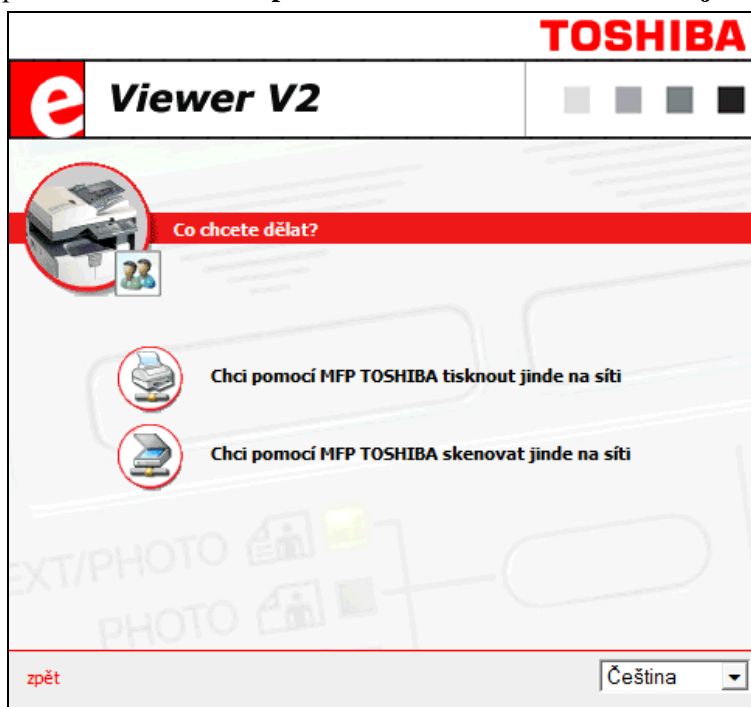 TOSHIBA
e Viewer V2
Co chcete dělat?
Chci pomocí MFP TOSHIBA tisknout jinde na síti
Chci pomocí MFP TOSHIBA skenovat jinde na síti
EXT/PHOTO
PHOTO
zpět
Čeština